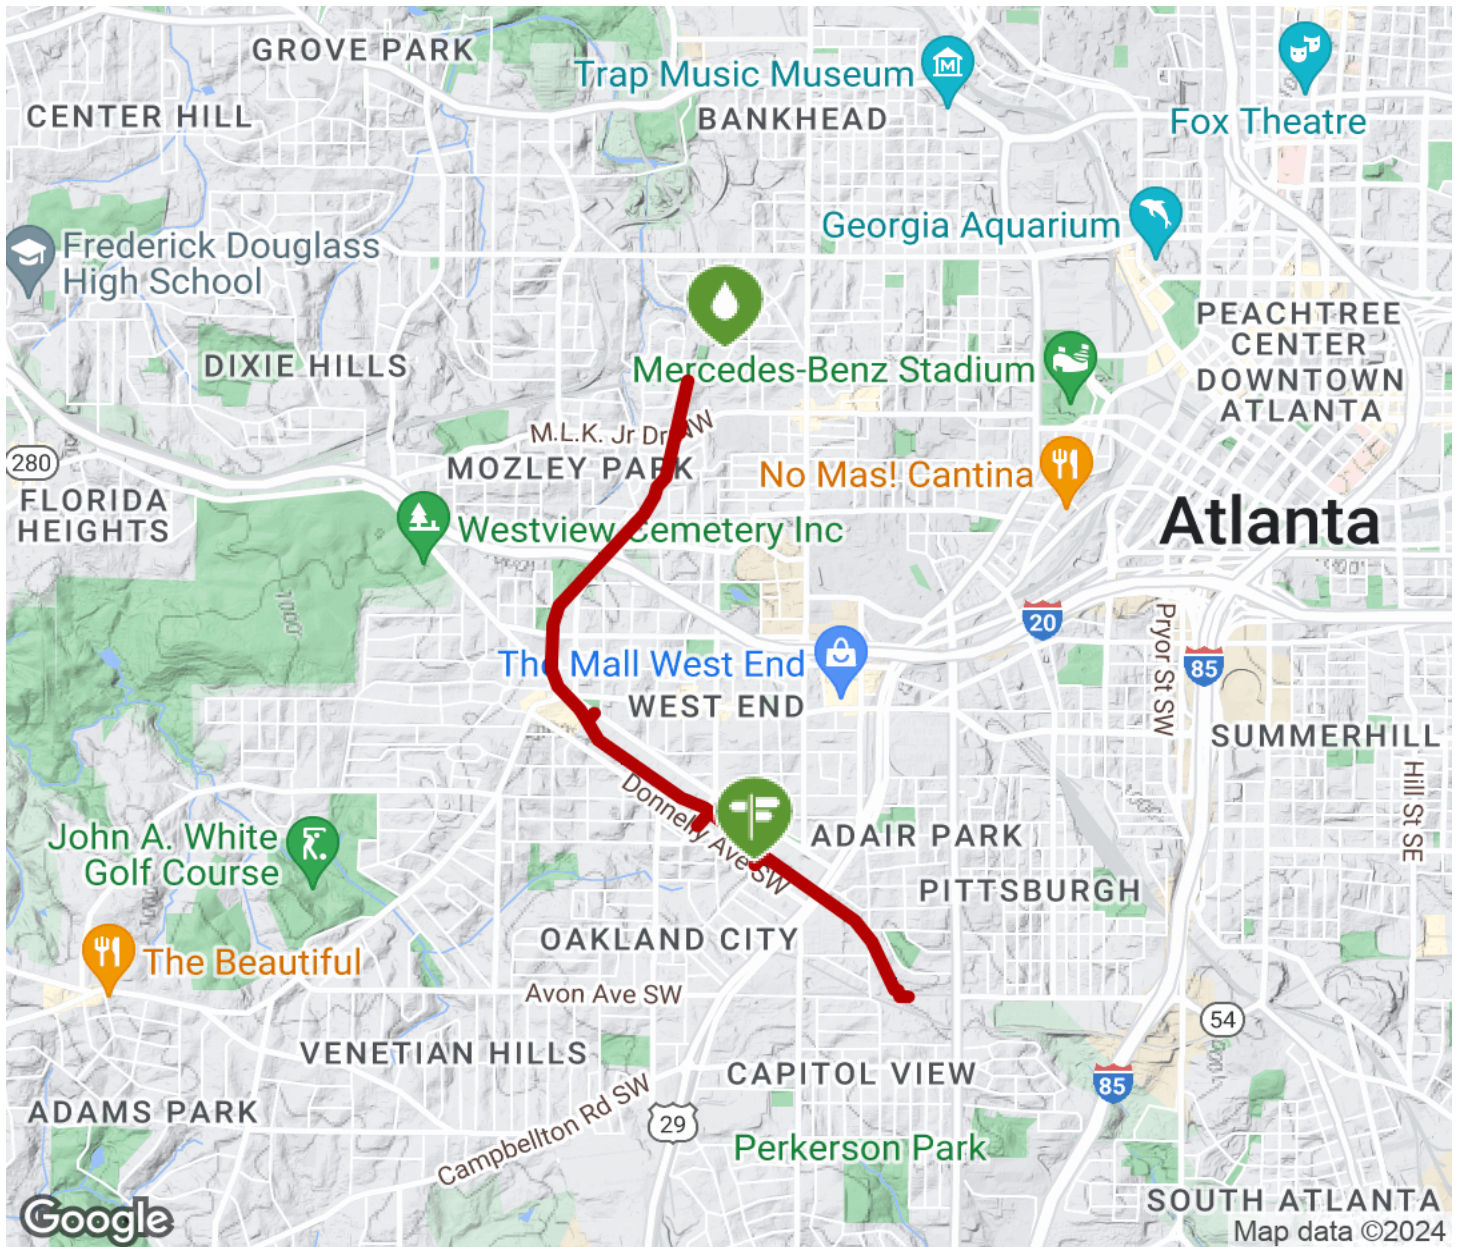 GROVE PARK
Trap Music Museum
M
CENTER HILL
BANKHEAD
Fox Theatre
Georgia Aquarium
Frederick Douglass
High School
PEACHTREE
CENTER
DIXIE HILLS
Mercedes-Benz Stadium
DOWNTOWN
ATLANTA
M.L.K. Jr Dr NW
280
MOZLEY PARK
No Mas! Cantina
FLORIDA
HEIGHTS
Westview Cemetery Inc
Atlanta
1000
20
Pryor St SW
The Mall West End
85
WEST END
SUMMERHILL
Donnelly Ave SW
Hill St SE
John A. White
Golf Course
ADAIR PARK
PITTSBURGH
OAKLAND CITY
The Beautiful
Avon Ave SW
54
VENETIAN HILLS
CAPITOL VIEW
85
ADAMS PARK
Campbellton Rd SW
29
Perkerson Park
SOUTH ATLANTA
Google
Map data ©2024